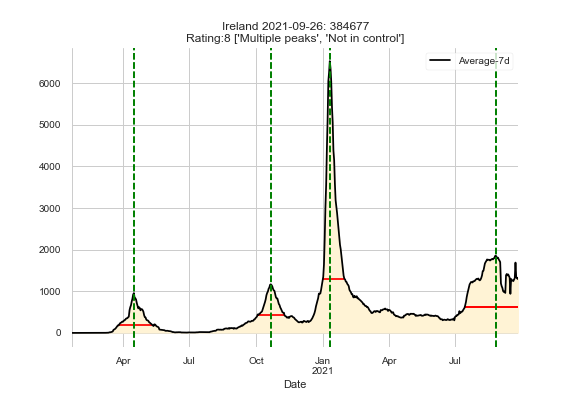 Ireland 2021-09-26: 384677
Rating:8 ['Multiple peaks', 'Not in control']
Average-7d
6000
5000
4000
3000
2000
1000
0
Apr Jul Oct Jan Apr Jul
2021
Date